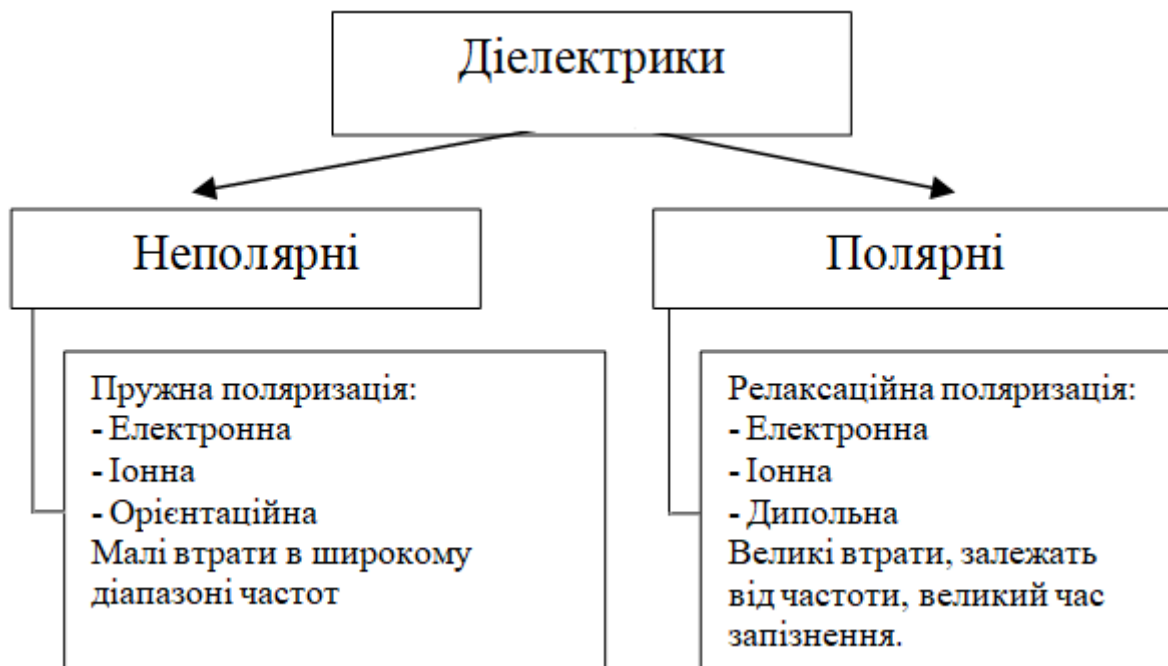 Діелектрики
Неполярні
Полярні
Пружна поляризація:
- Електронна
- Іонна
- Орієнтаційна
Малі втрати в широкому
діапазоні частот
Релаксаційна поляризація:
- Електронна
- Іонна
- Дипольна
Великі втрати, залежать
від частоти, великий час
запізнення.